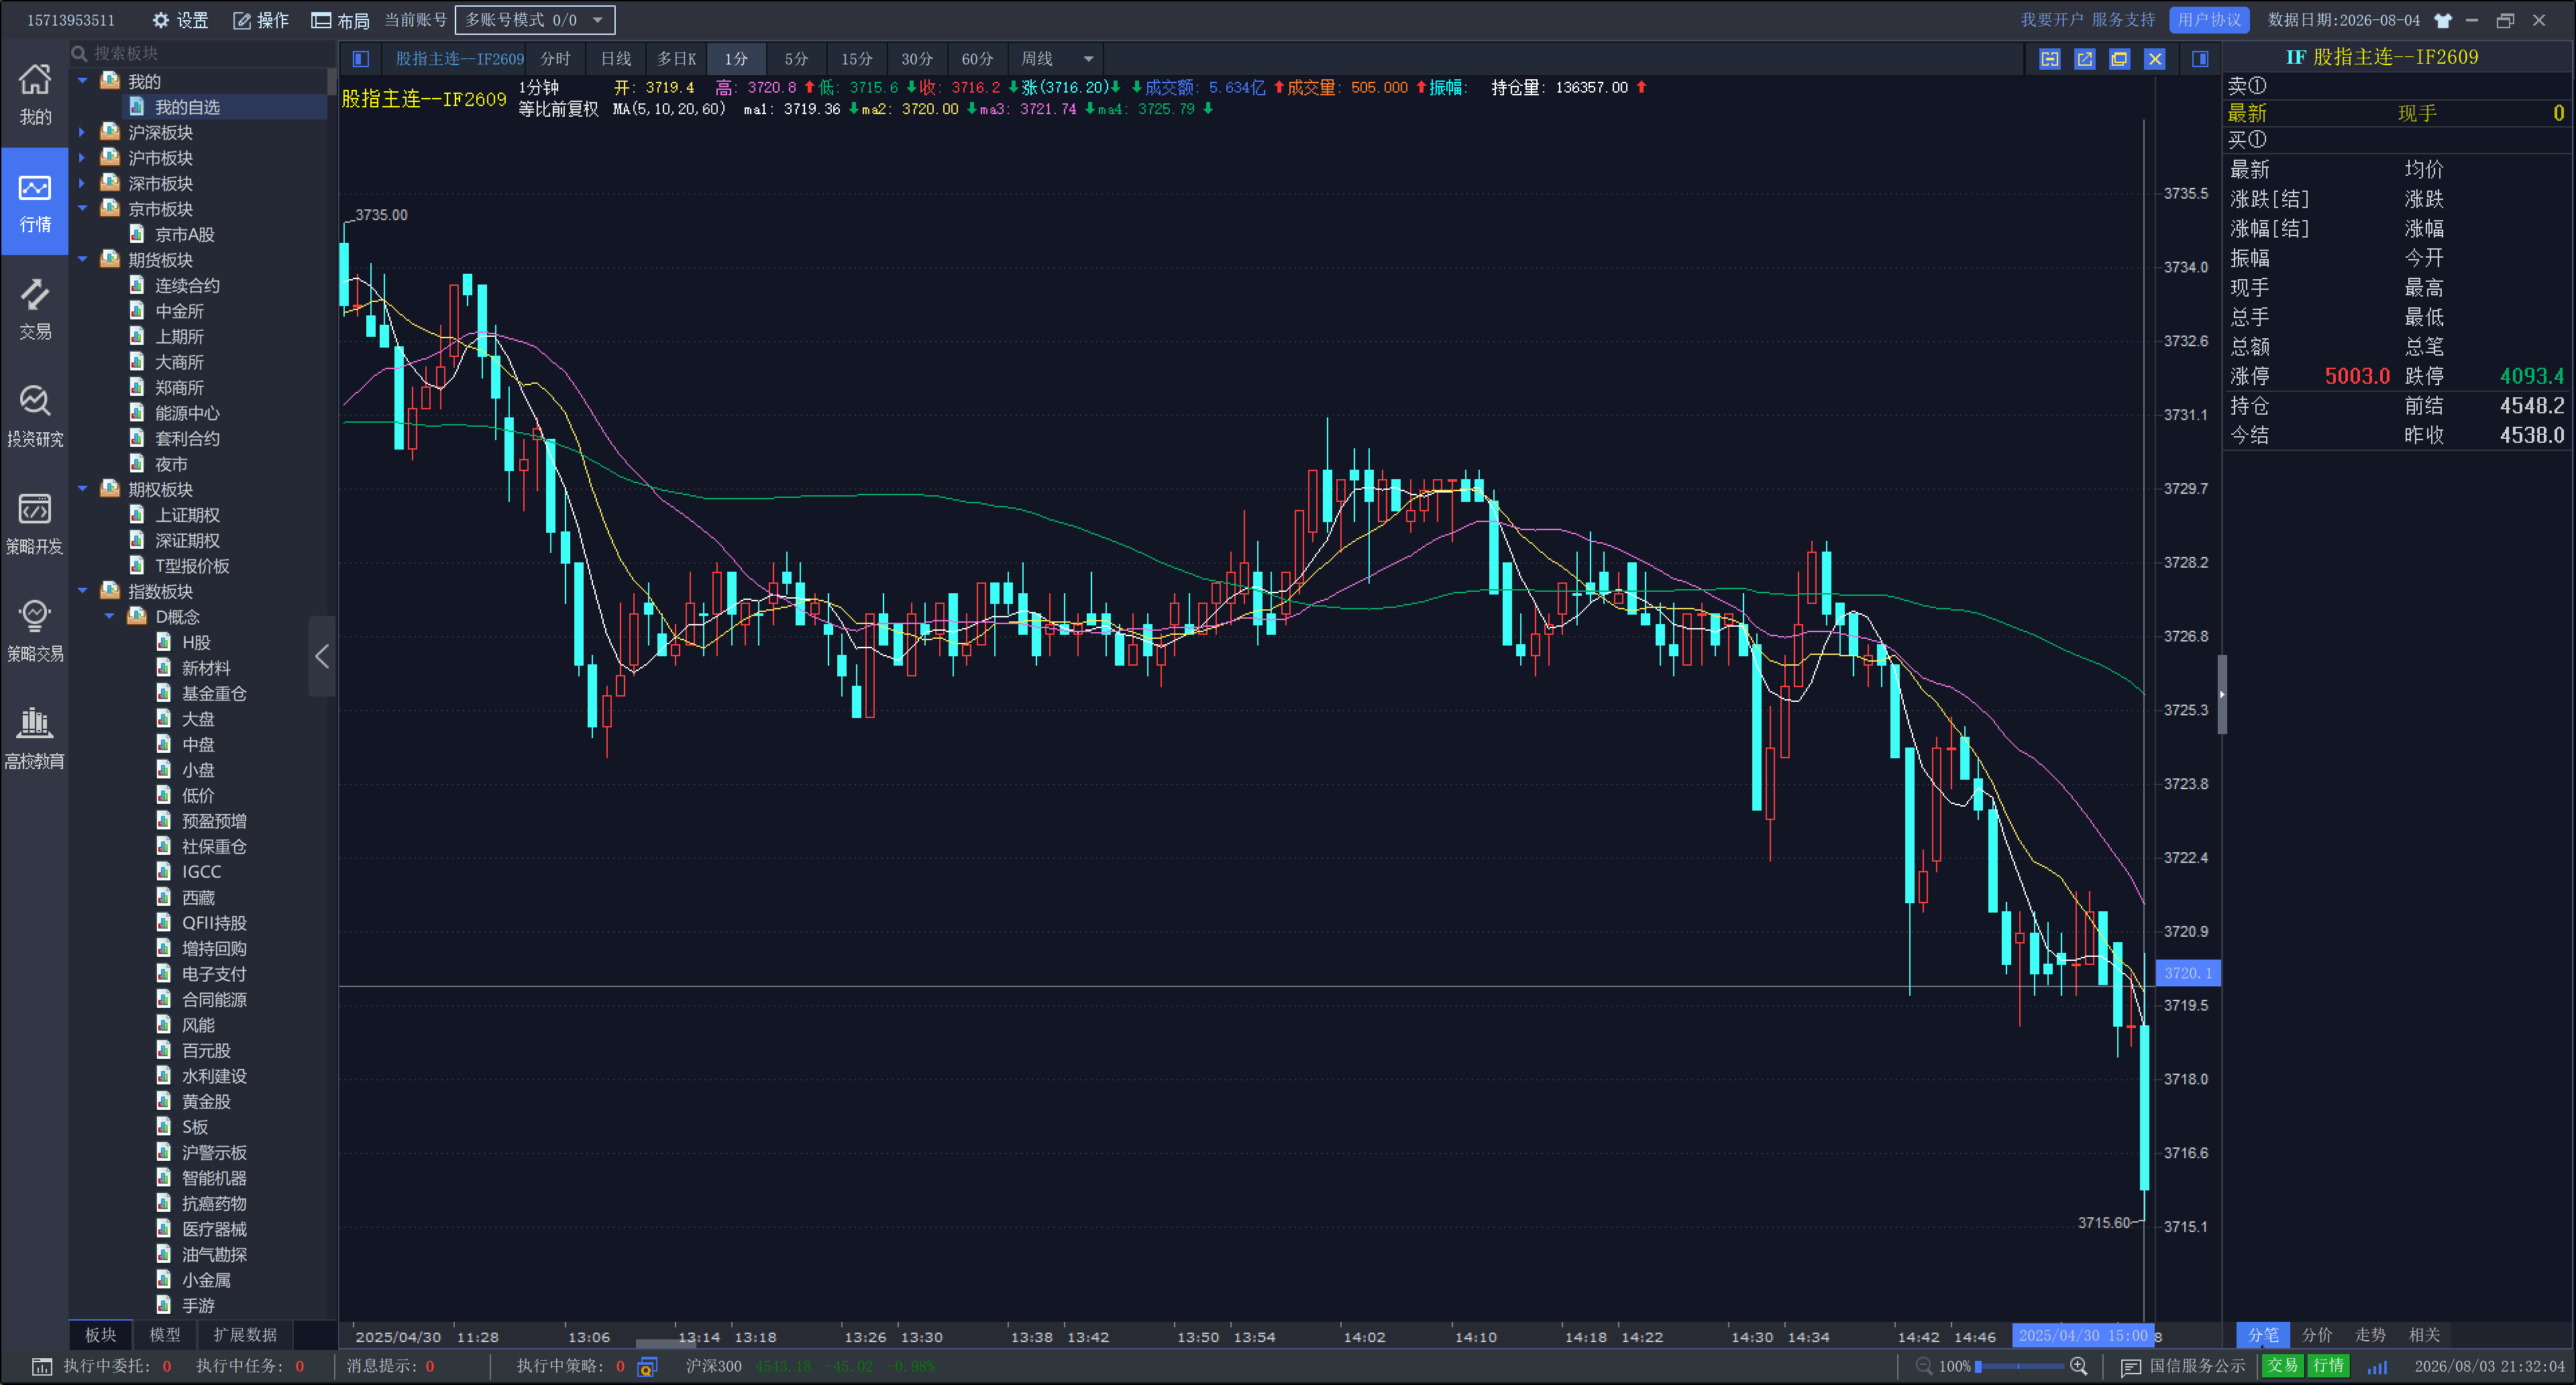 15713953511 设置 操作 布局 当前账号 多账号模式 0/0 我要开户 服务支持 用户协议 数据日期:2026-08-04
搜索板块
我的
行情
交易
投资研究
策略开发
策略交易
高校教育
我的
我的自选
沪深板块
沪市板块
深市板块
京市板块
京市A股
期货板块
连续合约
中金所
上期所
大商所
郑商所
能源中心
套利合约
夜市
期权板块
上证期权
深证期权
T型报价板
指数板块
D概念
H股
新材料
基金重仓
大盘
中盘
小盘
低价
预盈预增
社保重仓
IGCC
西藏
QFII持股
增持回购
电子支付
合同能源
风能
百元股
水利建设
黄金股
S板
沪警示板
智能机器
抗癌药物
医疗器械
油气勘探
小金属
手游
板块 模型 扩展数据
股指主连--IF2609 分时 日线 多日K 1分 5分 15分 30分 60分 周线
股指主连--IF2609
1分钟 开: 3719.4 高: 3720.8 低: 3715.6 收: 3716.2 涨(3716.20) 成交额: 5.634亿 成交量: 505.000 振幅: 持仓量: 136357.00
等比前复权 MA(5,10,20,60) ma1: 3719.36 ma2: 3720.00 ma3: 3721.74 ma4: 3725.79
3735.00
3715.60
3735.5
3734.0
3732.6
3731.1
3729.7
3728.2
3726.8
3725.3
3723.8
3722.4
3720.9
3720.1
3719.5
3718.0
3716.6
3715.1
2025/04/30 11:28 13:06 13:14 13:18 13:26 13:30 13:38 13:42 13:50 13:54 14:02 14:10 14:18 14:22 14:30 14:34 14:42 14:46 2025/04/30 15:00 8
IF 股指主连--IF2609
卖①
最新 现手 0
买①
最新 均价
涨跌[结] 涨跌
涨幅[结] 涨幅
振幅 今开
现手 最高
总手 最低
总额 总笔
涨停 5003.0 跌停 4093.4
持仓 前结 4548.2
今结 昨收 4538.0
分笔 分价 走势 相关
执行中委托: 0 执行中任务: 0 消息提示: 0 执行中策略: 0 沪深300 4543.18 -45.02 -0.98% 100% 国信服务公示 交易 行情 2026/08/03 21:32:04